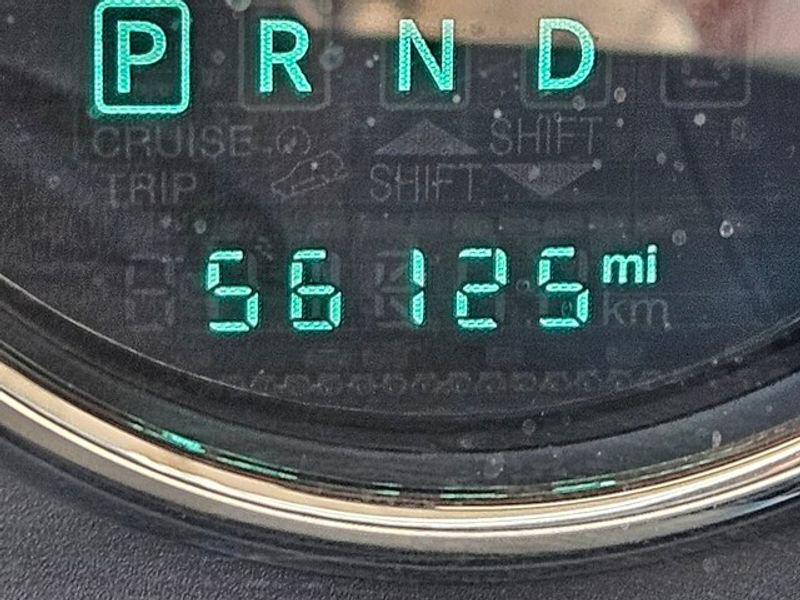 P R N D
CRUISE SHIFT
TRIP SHIFT
56125 mi
km